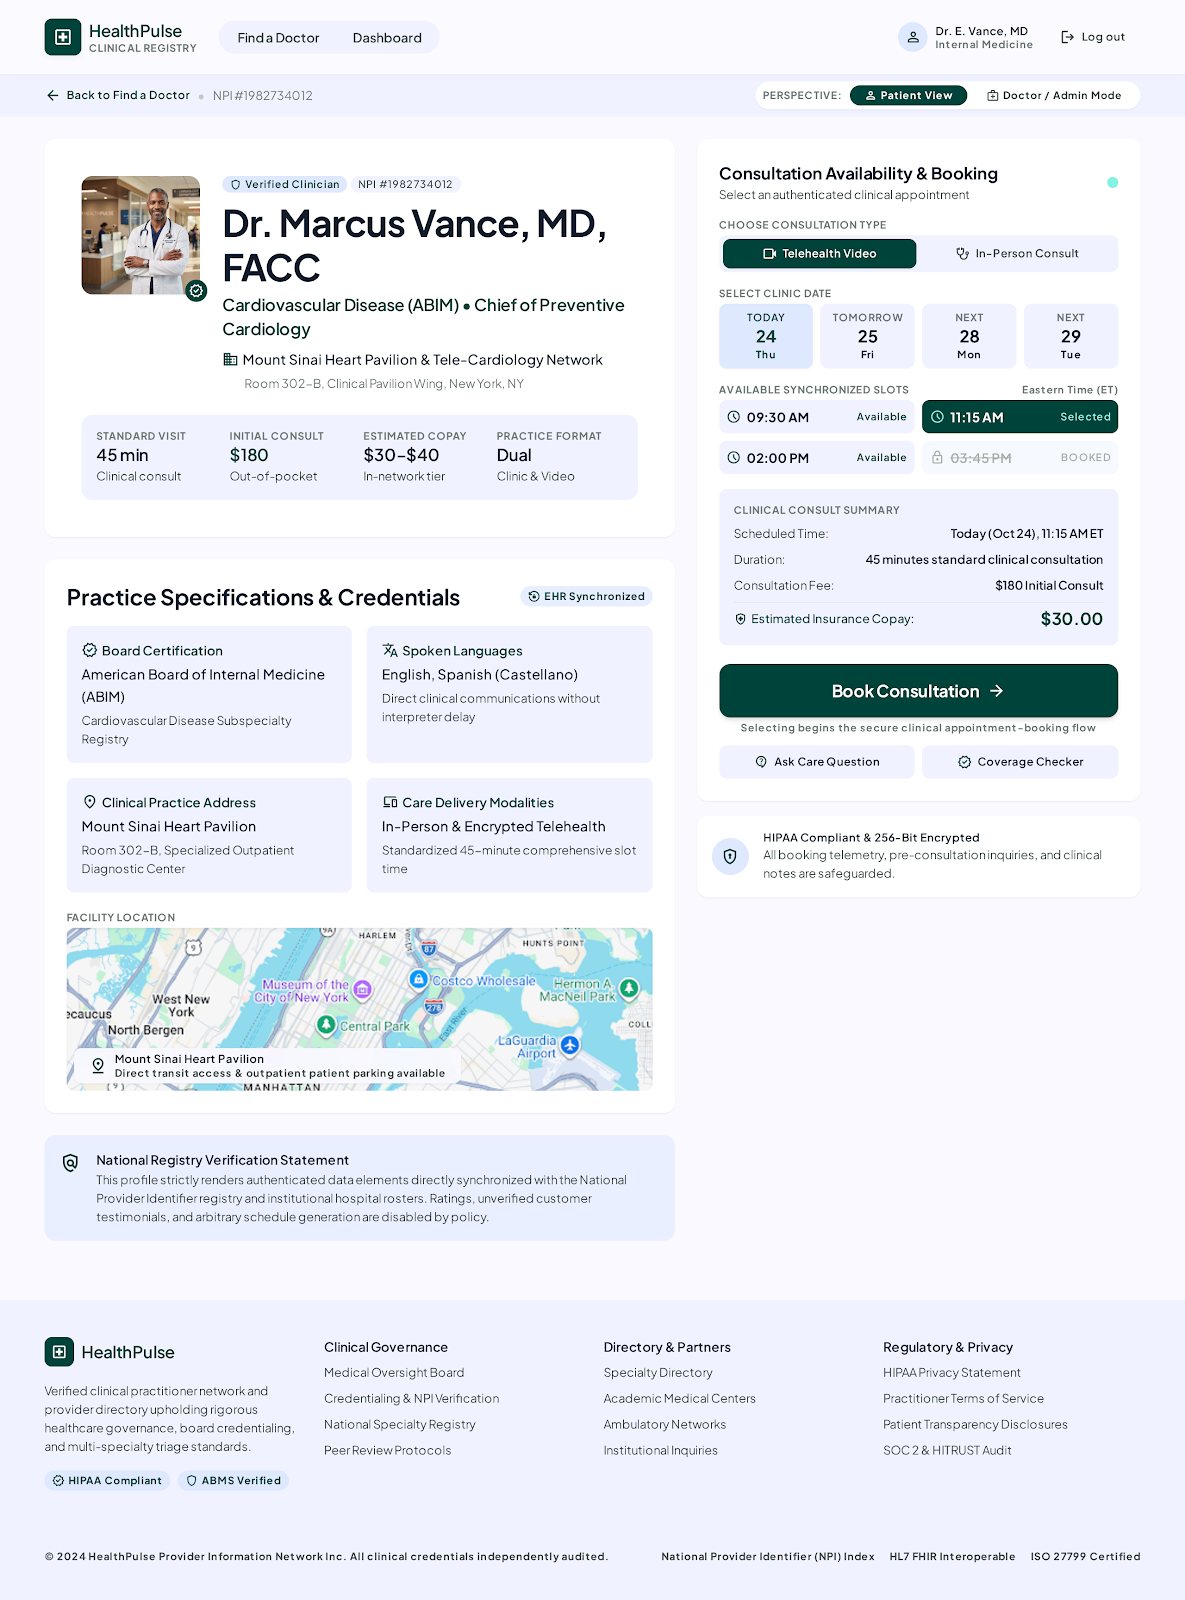 HealthPulse
CLINICAL REGISTRY
Find a Doctor
Dashboard
Dr. E. Vance, MD
Internal Medicine
Log out
Back to Find a Doctor
NPI #1982734012
PERSPECTIVE:
Patient View
Doctor / Admin Mode
Verified Clinician
NPI #1982734012
Dr. Marcus Vance, MD,
FACC
Cardiovascular Disease (ABIM) • Chief of Preventive
Cardiology
Mount Sinai Heart Pavilion & Tele-Cardiology Network
Room 302-B, Clinical Pavilion Wing, New York, NY
STANDARD VISIT
45 min
Clinical consult
INITIAL CONSULT
$180
Out-of-pocket
ESTIMATED COPAY
$30-$40
In-network tier
PRACTICE FORMAT
Dual
Clinic & Video
Practice Specifications & Credentials
EHR Synchronized
Board Certification
American Board of Internal Medicine
(ABIM)
Cardiovascular Disease Subspecialty
Registry
Spoken Languages
English, Spanish (Castellano)
Direct clinical communications without
interpreter delay
Clinical Practice Address
Mount Sinai Heart Pavilion
Room 302-B, Specialized Outpatient
Diagnostic Center
Care Delivery Modalities
In-Person & Encrypted Telehealth
Standardized 45-minute comprehensive slot
time
FACILITY LOCATION
9A
HARLEM
87
HUNTS POINT
9
Museum of the
City of New York
Costco Wholesale
Hermon A
MacNeil Park
West New
York
278
ecaucus
North Bergen
Central Park
East River
COLL
LaGuardia
Airport
Mount Sinai Heart Pavilion
Direct transit access & outpatient patient parking available
9
MANHATTAN
National Registry Verification Statement
This profile strictly renders authenticated data elements directly synchronized with the National
Provider Identifier registry and institutional hospital rosters. Ratings, unverified customer
testimonials, and arbitrary schedule generation are disabled by policy.
Consultation Availability & Booking
Select an authenticated clinical appointment
CHOOSE CONSULTATION TYPE
Telehealth Video
In-Person Consult
SELECT CLINIC DATE
TODAY
24
Thu
TOMORROW
25
Fri
NEXT
28
Mon
NEXT
29
Tue
AVAILABLE SYNCHRONIZED SLOTS
Eastern Time (ET)
09:30 AM
Available
11:15 AM
Selected
02:00 PM
Available
03:45 PM
BOOKED
CLINICAL CONSULT SUMMARY
Scheduled Time:
Today (Oct 24), 11:15 AM ET
Duration:
45 minutes standard clinical consultation
Consultation Fee:
$180 Initial Consult
Estimated Insurance Copay:
$30.00
Book Consultation
Selecting begins the secure clinical appointment-booking flow
Ask Care Question
Coverage Checker
HIPAA Compliant & 256-Bit Encrypted
All booking telemetry, pre-consultation inquiries, and clinical
notes are safeguarded.
HealthPulse
Verified clinical practitioner network and
provider directory upholding rigorous
healthcare governance, board credentialing,
and multi-specialty triage standards.
HIPAA Compliant
ABMS Verified
Clinical Governance
Medical Oversight Board
Credentialing & NPI Verification
National Specialty Registry
Peer Review Protocols
Directory & Partners
Specialty Directory
Academic Medical Centers
Ambulatory Networks
Institutional Inquiries
Regulatory & Privacy
HIPAA Privacy Statement
Practitioner Terms of Service
Patient Transparency Disclosures
SOC 2 & HITRUST Audit
© 2024 HealthPulse Provider Information Network Inc. All clinical credentials independently audited.
National Provider Identifier (NPI) Index
HL7 FHIR Interoperable
ISO 27799 Certified